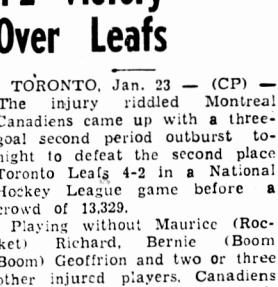 4-2 Victory
Over Leafs
TORONTO, Jan. 23 — (CP) —
The injury riddled Montreal
Canadiens came up with a three-
goal second period outburst to-
night to defeat the second place
Toronto Leafs 4-2 in a National
Hockey League game before a
crowd of 13,329.
Playing without Maurice (Roc-
ket) Richard, Bernie (Boom
Boom) Geoffrion and two or three
other injured players, Canadiens